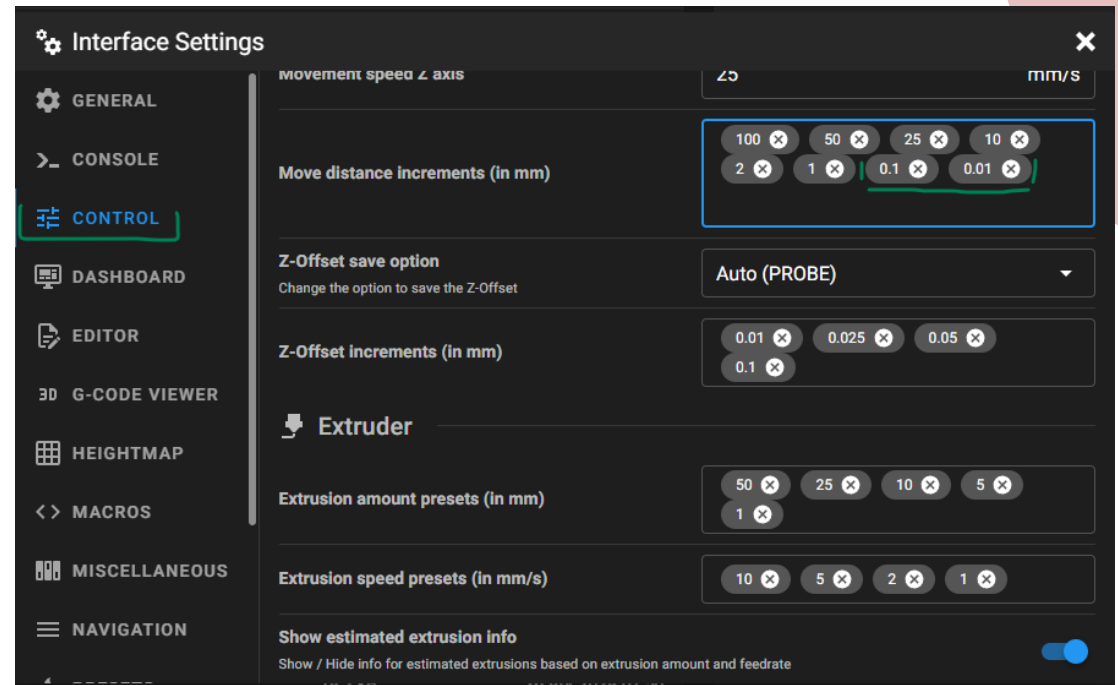 Interface Settings
GENERAL
CONSOLE
CONTROL
DASHBOARD
EDITOR
3D G-CODE VIEWER
HEIGHTMAP
MACROS
MISCELLANEOUS
NAVIGATION
Movement speed Z axis
25 mm/s
Move distance increments (in mm)
100 50 25 10
2 1 0.1 0.01
Z-Offset save option
Change the option to save the Z-Offset
Auto (PROBE)
Z-Offset increments (in mm)
0.01 0.025 0.05
0.1
Extruder
Extrusion amount presets (in mm)
50 25 10 5
1
Extrusion speed presets (in mm/s)
10 5 2 1
Show estimated extrusion info
Show / Hide info for estimated extrusions based on extrusion amount and feedrate